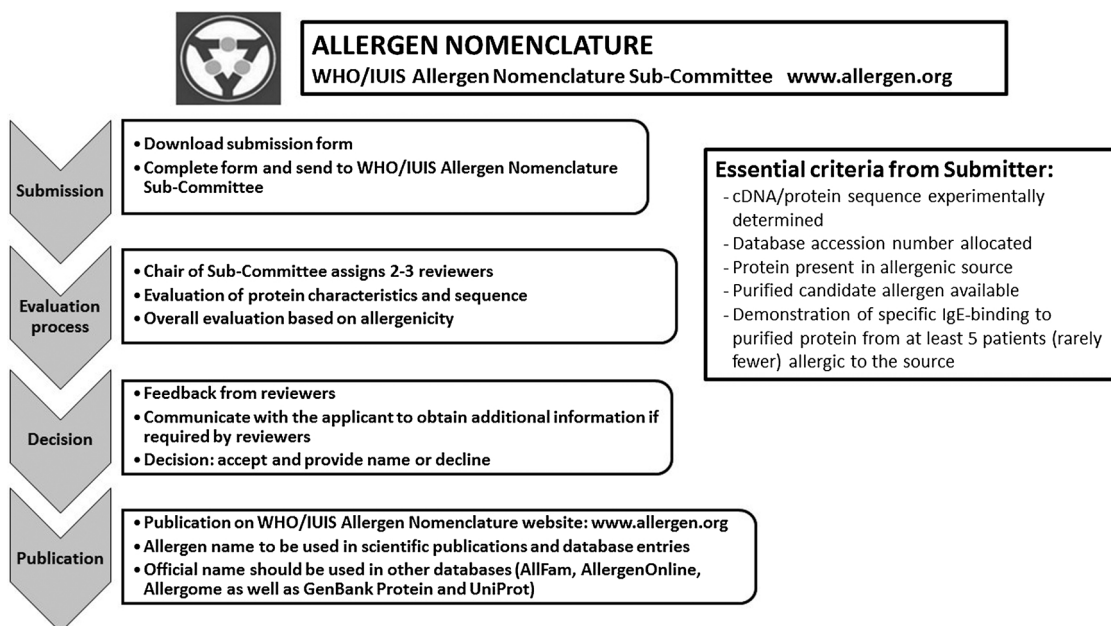 ALLERGEN NOMENCLATURE
WHO/IUIS Allergen Nomenclature Sub-Committee www.allergen.org
Submission
• Download submission form
• Complete form and send to WHO/IUIS Allergen Nomenclature
Sub-Committee
Evaluation
process
• Chair of Sub-Committee assigns 2-3 reviewers
• Evaluation of protein characteristics and sequence
• Overall evaluation based on allergenicity
Decision
• Feedback from reviewers
• Communicate with the applicant to obtain additional information if
required by reviewers
• Decision: accept and provide name or decline
Publication
• Publication on WHO/IUIS Allergen Nomenclature website: www.allergen.org
• Allergen name to be used in scientific publications and database entries
• Official name should be used in other databases (AllFam, AllergenOnline,
Allergome as well as GenBank Protein and UniProt)
Essential criteria from Submitter:
- cDNA/protein sequence experimentally
determined
- Database accession number allocated
- Protein present in allergenic source
- Purified candidate allergen available
- Demonstration of specific IgE-binding to
purified protein from at least 5 patients (rarely
fewer) allergic to the source